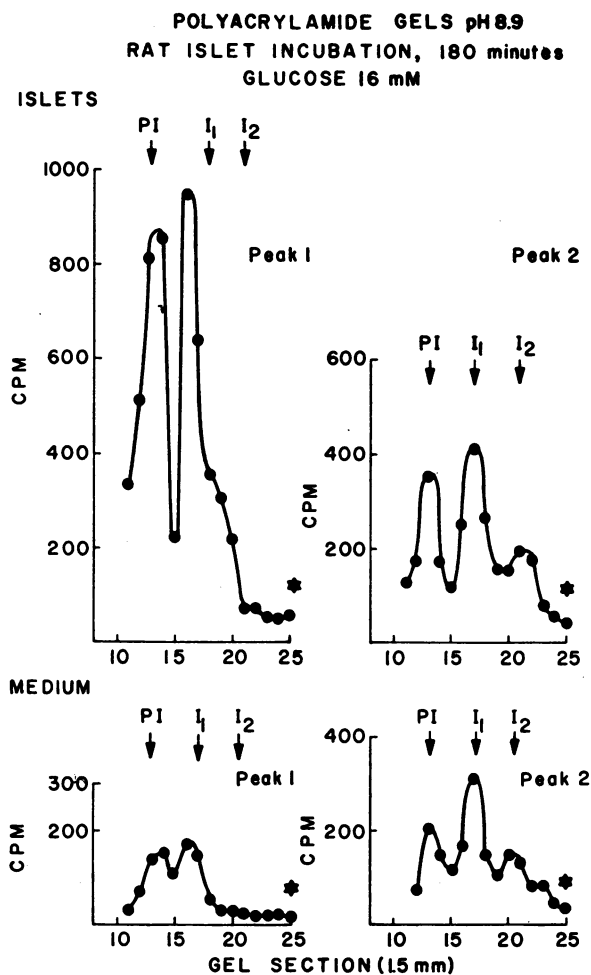 POLYACRYLAMIDE GELS pH 8.9
RAT ISLET INCUBATION, 180 minutes
GLUCOSE 16 mM
ISLETS
PI I1 I2
1000
800
600
400
200
CPM
Peak 1
10 15 20 25
Peak 2
PI I1 I2
600
400
200
CPM
10 15 20 25
MEDIUM
PI I1 I2
Peak 1
300
200
CPM
10 15 20 25
PI I1 I2
Peak 2
400
200
CPM
10 15 20 25
GEL SECTION (1.5 mm)